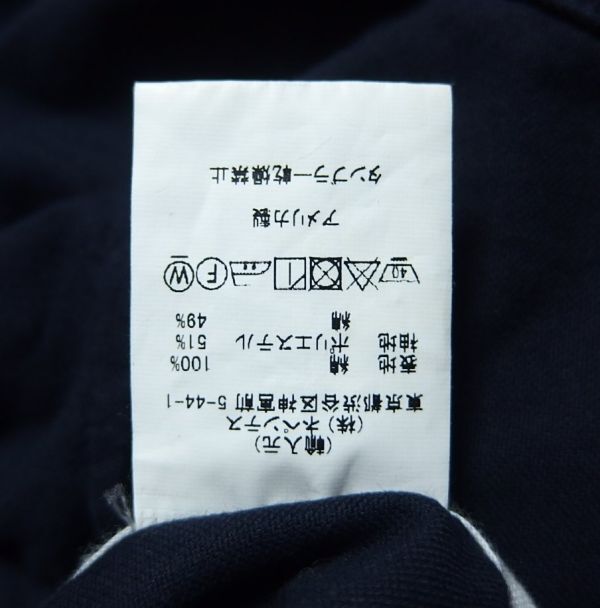 (輸入元)
(株) ネペンテス
東京都渋谷区神宮前 5-44-1
表地 綿 100%
袖地 ポリエステル 51%
綿 49%
40 F W
アメリカ製
タンブラー乾燥禁止